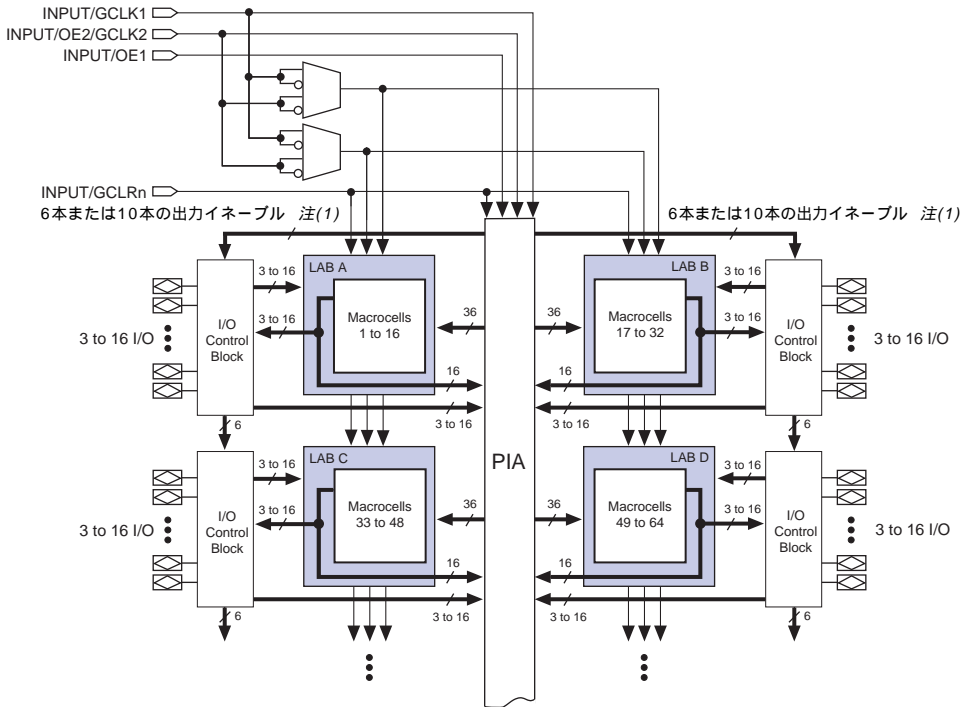 INPUT/GCLK1
INPUT/OE2/GCLK2
INPUT/OE1
INPUT/GCLRn
6本または10本の出力イネーブル 注(1)
6本または10本の出力イネーブル 注(1)
LAB A
LAB B
3 to 16
3 to 16
3 to 16 I/O
I/O
Control
Block
3 to 16
Macrocells
1 to 16
36
36
Macrocells
17 to 32
3 to 16
I/O
Control
Block
3 to 16 I/O
16
16
3 to 16
3 to 16
6
6
PIA
LAB C
LAB D
3 to 16
3 to 16
3 to 16 I/O
I/O
Control
Block
3 to 16
Macrocells
33 to 48
36
36
Macrocells
49 to 64
3 to 16
I/O
Control
Block
3 to 16 I/O
16
16
3 to 16
3 to 16
6
6